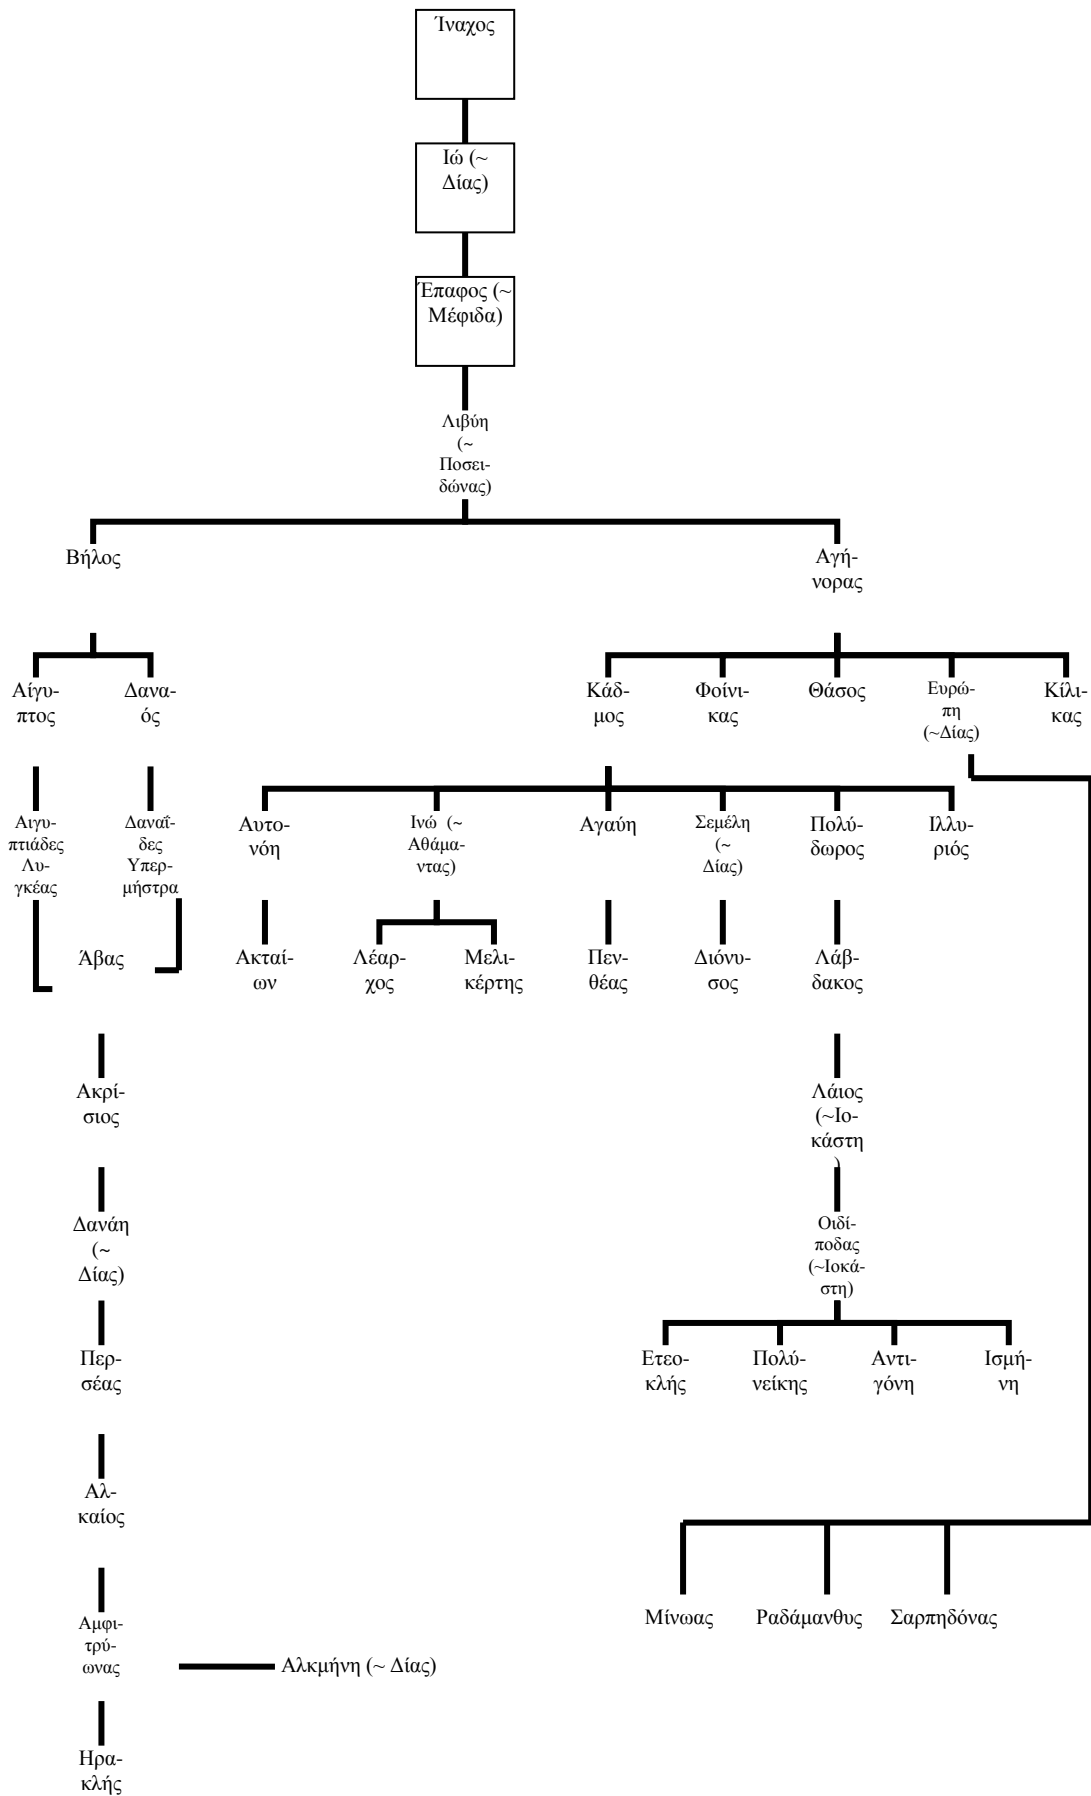 Ίναχος
Ιώ (~
Δίας)
Έπαφος (~
Μέφιδα)
Λιβύη
(~
Ποσει-
δώνας)
Βήλος
Αγή-
νορας
Αίγυ-
πτος
Δανα-
ός
Κάδ-
μος
Φοίνι-
κας
Θάσος
Ευρώ-
πη
(~Δίας)
Κίλι-
κας
Αιγυ-
πτιάδες
Λυ-
γκέας
Δαναΐ-
δες
Υπερ-
μήστρα
Αυτο-
νόη
Ινώ (~
Αθάμα-
ντας)
Αγαύη
Σεμέλη
(~
Δίας)
Πολύ-
δωρος
Ιλλυ-
ριός
Άβας
Ακταί-
ων
Λέαρ-
χος
Μελι-
κέρτης
Πεν-
θέας
Διόνυ-
σος
Λάβ-
δακος
Ακρί-
σιος
Λάιος
(~Ιο-
κάστη
)
Δανάη
(~
Δίας)
Οιδί-
ποδας
(~Ιοκά-
στη)
Περ-
σέας
Ετεο-
κλής
Πολύ-
νείκης
Αντι-
γόνη
Ισμή-
νη
Αλ-
καίος
Μίνωας
Ραδάμανθυς
Σαρπηδόνας
Αμφι-
τρύ-
ωνας
Αλκμήνη (~ Δίας)
Ηρα-
κλής